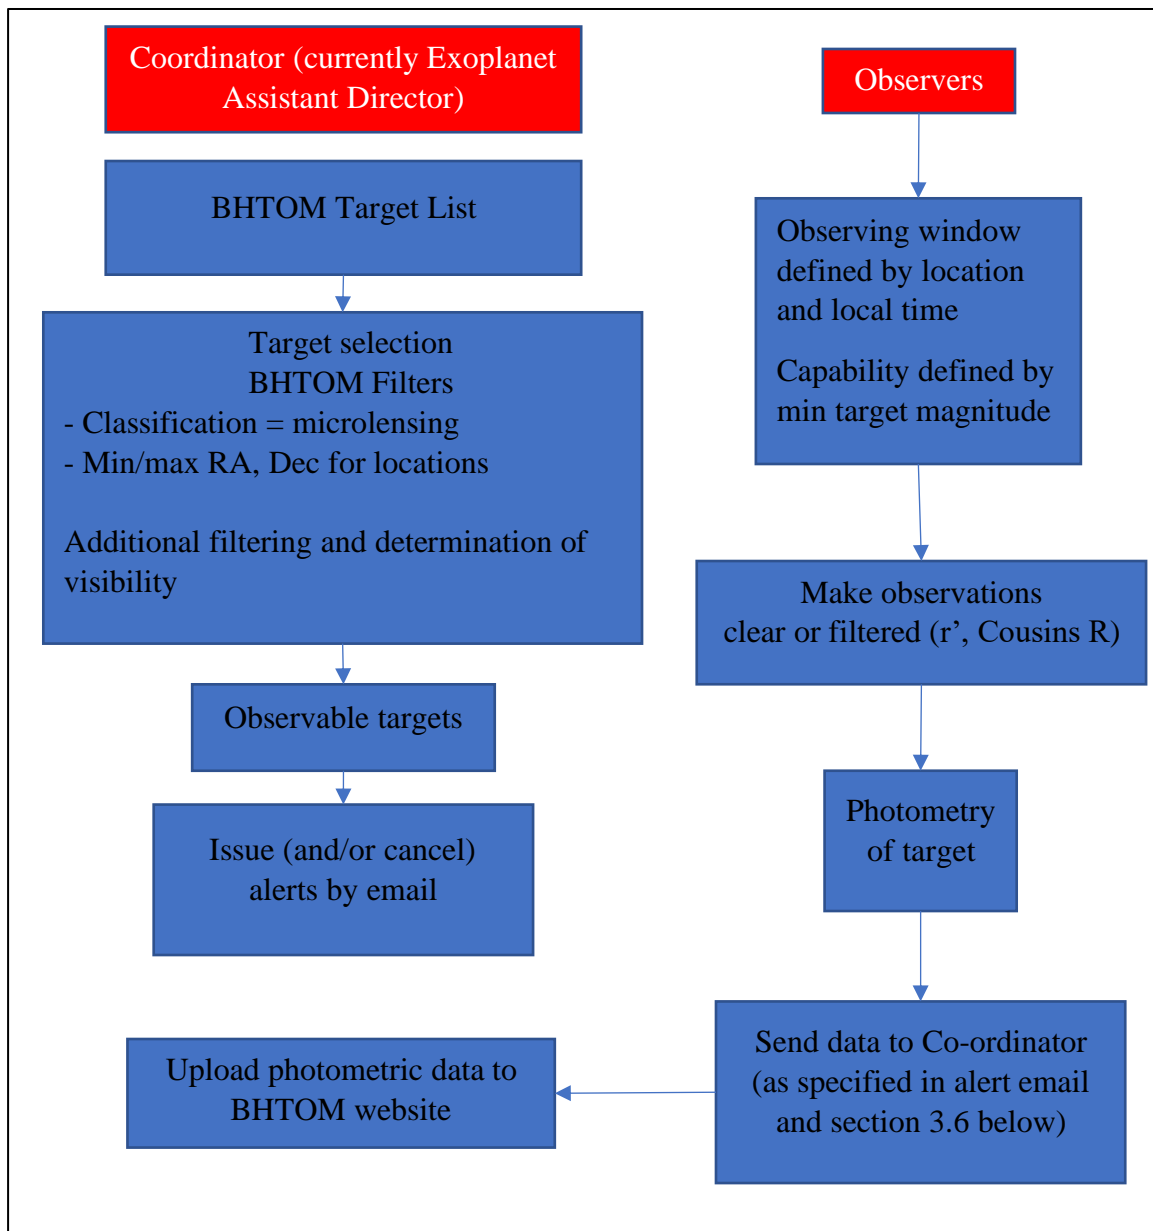 Coordinator (currently Exoplanet
Assistant Director)
BHTOM Target List
Target selection
BHTOM Filters
- Classification = microlensing
- Min/max RA, Dec for locations
Additional filtering and determination of
visibility
Observable targets
Issue (and/or cancel)
alerts by email
Upload photometric data to
BHTOM website
Observers
Observing window
defined by location
and local time
Capability defined by
min target magnitude
Make observations
clear or filtered (r’, Cousins R)
Photometry
of target
Send data to Co-ordinator
(as specified in alert email
and section 3.6 below)